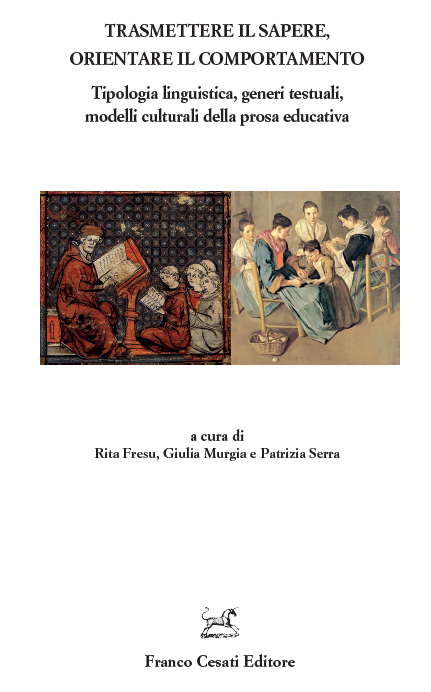 TRASMETTERE IL SAPERE,
ORIENTARE IL COMPORTAMENTO
Tipologia linguistica, generi testuali,
modelli culturali della prosa educativa
a cura di
Rita Fresu, Giulia Murgia e Patrizia Serra
Franco Cesati Editore